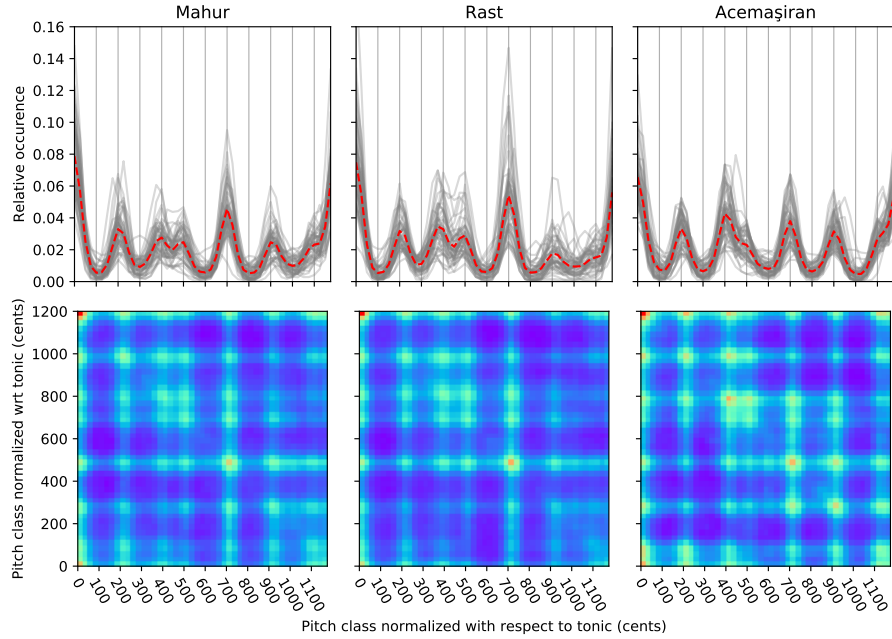 Mahur
Rast
Acemaşiran
Relative occurence
0.16
0.14
0.12
0.10
0.08
0.06
0.04
0.02
0.00
Pitch class normalized wrt tonic (cents)
1200
1000
800
600
400
200
0
0 100 200 300 400 500 600 700 800 900 1000 1100
0 100 200 300 400 500 600 700 800 900 1000 1100
0 100 200 300 400 500 600 700 800 900 1000 1100
Pitch class normalized with respect to tonic (cents)